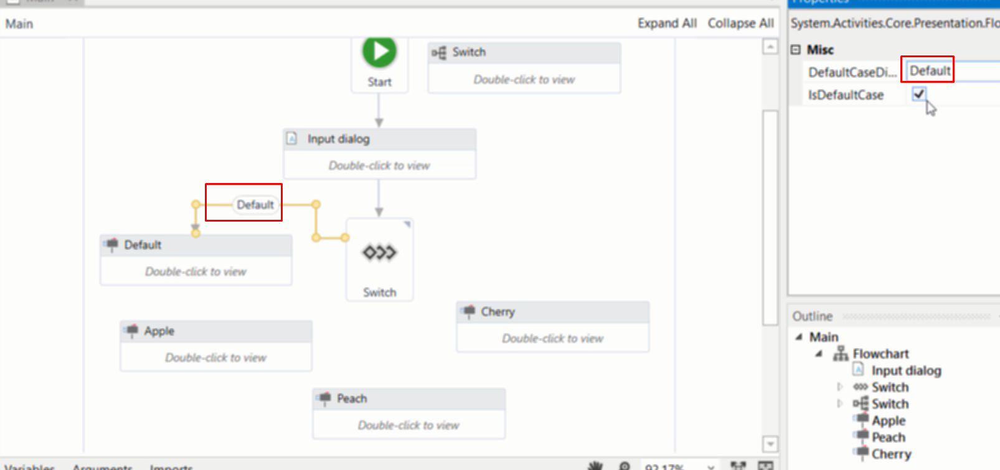 Main
Properties
Main
Expand All Collapse All
System.Activities.Core.Presentation.Flo
Start
Switch
Double-click to view
Misc
DefaultCaseDi... Default
IsDefaultCase
Input dialog
Double-click to view
Default
Default
Double-click to view
Switch
Cherry
Double-click to view
Apple
Double-click to view
Peach
Double-click to view
Outline
Main
Flowchart
Input dialog
Switch
Switch
Apple
Peach
Cherry
Variables Arguments Imports
92.17%